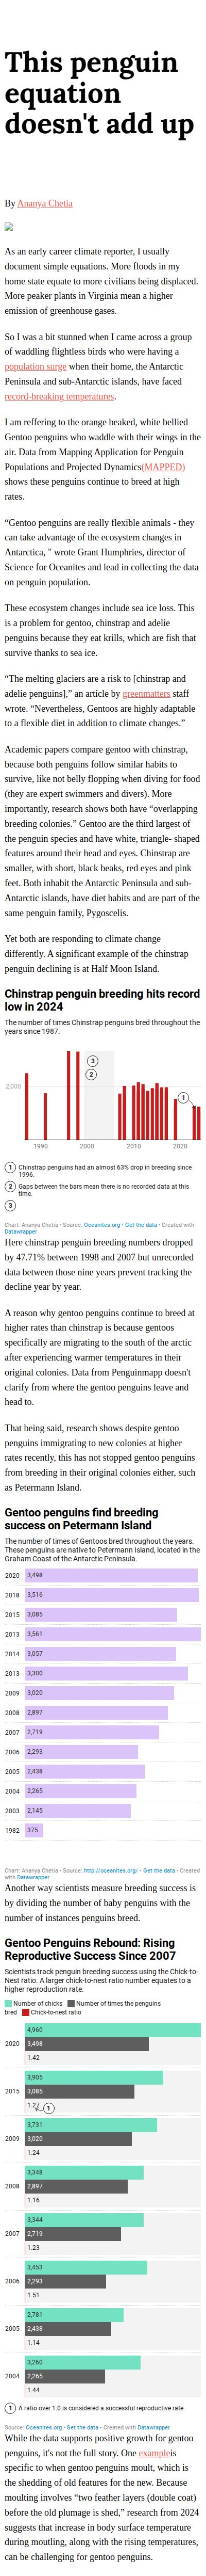 This penguin
equation
doesn't add up
By Ananya Chetia
As an early career climate reporter, I usually
document simple equations. More floods in my
home state equate to more civilians being displaced.
More peaker plants in Virginia mean a higher
emission of greenhouse gases.
So I was a bit stunned when I came across a group
of waddling flightless birds who were having a
population surge when their home, the Antarctic
Peninsula and sub-Antarctic islands, have faced
record-breaking temperatures.
I am referring to the orange beaked, white bellied
Gentoo penguins who waddle with their wings in the
air. Data from Mapping Application for Penguin
Populations and Projected Dynamics(MAPPED)
shows these penguins continue to breed at high
rates.
“Gentoo penguins are really flexible animals - they
can take advantage of the ecosystem changes in
Antarctica, " wrote Grant Humphries, director of
Science for Oceanites and lead in collecting the data
on penguin population.
These ecosystem changes include sea ice loss. This
is a problem for gentoo, chinstrap and adelie
penguins because they eat krills, which are fish that
survive thanks to sea ice.
“The melting glaciers are a risk to [chinstrap and
adelie penguins],” an article by greenmatters staff
wrote. “Nevertheless, Gentoos are highly adaptable
to a flexible diet in addition to climate changes.”
Academic papers compare gentoo with chinstrap,
because both penguins follow similar habits to
survive, like not belly flopping when diving for food
(they are expert swimmers and divers). More
importantly, research shows both have “overlapping
breeding colonies.” Gentoo are the third largest of
the penguin species and have white, triangle- shaped
features around their head and eyes. Chinstrap are
smaller, with short, black beaks, red eyes and pink
feet. Both inhabit the Antarctic Peninsula and sub-
Antarctic islands, have diet habits and are part of the
same penguin family, Pygoscelis.
Yet both are responding to climate change
differently. A significant example of the chinstrap
penguin decline is at Half Moon Island.
Chinstrap penguin breeding hits record
low in 2024
The number of times Chinstrap penguins bred throughout the
years since 1987.
3
2
2,000
1
1990 2000 2010 2020
1 Chinstrap penguins had an almost 63% drop in breeding since
1996.
2 Gaps between the bars mean there is no recorded data at this
time.
3
Chart: Ananya Chetia • Source: Oceanites.org • Get the data • Created with
Datawrapper
Here chinstrap penguin breeding numbers dropped
by 47.71% between 1998 and 2007 but unrecorded
data between those nine years prevent tracking the
decline year by year.
A reason why gentoo penguins continue to breed at
higher rates than chinstrap is because gentoos
specifically are migrating to the south of the arctic
after experiencing warmer temperatures in their
original colonies. Data from Penguinmapp doesn't
clarify from where the gentoo penguins leave and
head to.
That being said, research shows despite gentoo
penguins immigrating to new colonies at higher
rates recently, this has not stopped gentoo penguins
from breeding in their original colonies either, such
as Petermann Island.
Gentoo penguins find breeding
success on Petermann Island
The number of times of Gentoos bred throughout the years.
These penguins are native to Petermann Island, located in the
Graham Coast of the Antarctic Peninsula.
2020 3,498
2018 3,516
2015 3,085
2013 3,561
2014 3,057
2013 3,300
2009 3,020
2008 2,897
2007 2,719
2006 2,293
2005 2,438
2004 2,265
2003 2,145
1982 375
Chart: Ananya Chetia • Source: http://oceanites.org/ • Get the data • Created
with Datawrapper
Another way scientists measure breeding success is
by dividing the number of baby penguins with the
number of instances penguins breed.
Gentoo Penguins Rebound: Rising
Reproductive Success Since 2007
Scientists track penguin breeding success using the Chick-to-
Nest ratio. A larger chick-to-nest ratio number equates to a
higher reproduction rate.
Number of chicks Number of times the penguins
bred Chick-to-nest ratio
4,960
2020 3,498
1.42
3,905
2015 3,085
1.27
1
3,731
2009 3,020
1.24
3,348
2008 2,897
1.16
3,344
2007 2,719
1.23
3,453
2006 2,293
1.51
2,781
2005 2,438
1.14
3,260
2004 2,265
1.44
1 A ratio over 1.0 is considered a successful reproductive rate.
Source: Oceanites.org • Get the data • Created with Datawrapper
While the data supports positive growth for gentoo
penguins, it's not the full story. One exampleis
specific to when gentoo penguins moult, which is
the shedding of old features for the new. Because
moulting involves “two feather layers (double coat)
before the old plumage is shed,” research from 2024
suggests that increase in body surface temperature
during moutling, along with the rising temperatures,
can be challenging for gentoo penguins.